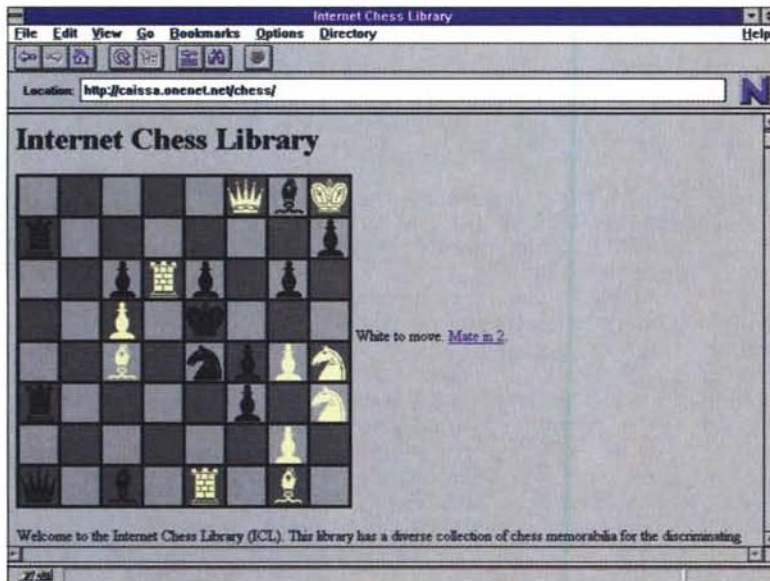 Internet Chess Library
File Edit View Go Bookmarks Options Directory Help
Location: http://caissa.onenet.net/chess/
N
Internet Chess Library
White to move. Mate in 2.
Welcome to the Internet Chess Library (ICL). This library has a diverse collection of chess memorabilia for the discriminating